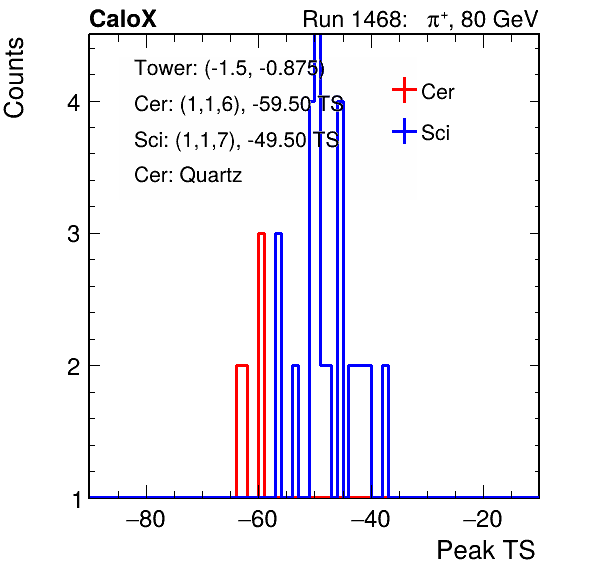 CaloX Run 1468: π⁺, 80 GeV
Counts
Tower: (-1.5, -0.875)
Cer: (1,1,6), -59.50 TS
Sci: (1,1,7), -49.50 TS
Cer: Quartz
Cer
Sci
4
3
2
1
−80 −60 −40 −20
Peak TS